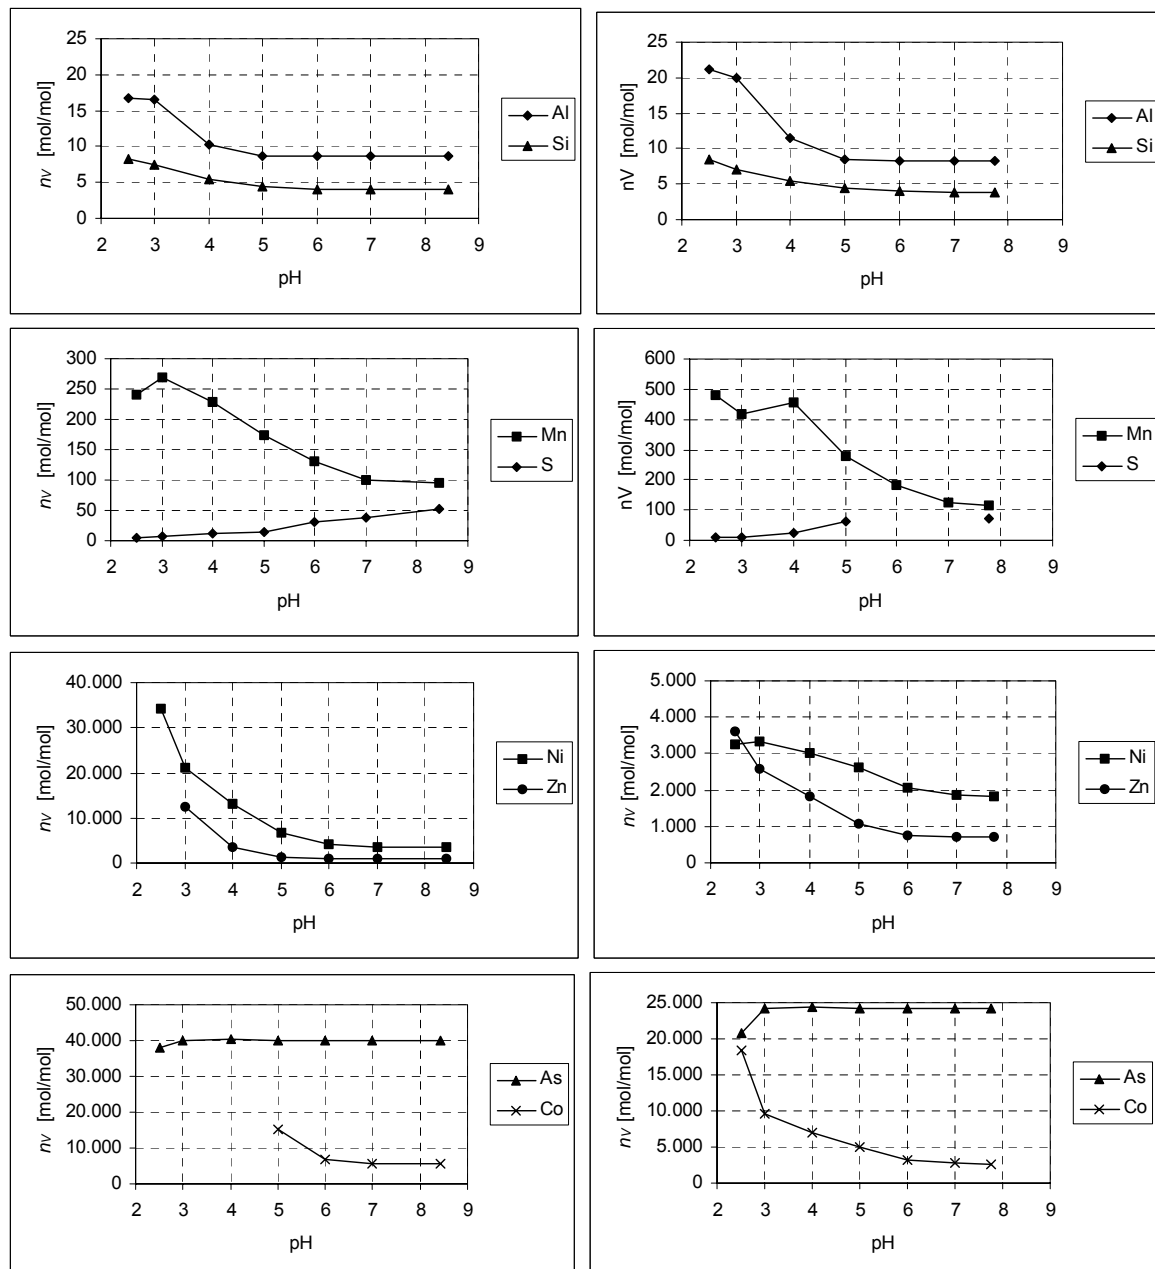 25
20
15
10
5
0
2 3 4 5 6 7 8 9
nv [mol/mol]
pH
Al
Si
25
20
15
10
5
0
2 3 4 5 6 7 8 9
nV [mol/mol]
pH
Al
Si
300
250
200
150
100
50
0
2 3 4 5 6 7 8 9
nv [mol/mol]
pH
Mn
S
600
500
400
300
200
100
0
2 3 4 5 6 7 8 9
nV [mol/mol]
pH
Mn
S
40.000
30.000
20.000
10.000
0
2 3 4 5 6 7 8 9
nv [mol/mol]
pH
Ni
Zn
5.000
4.000
3.000
2.000
1.000
0
2 3 4 5 6 7 8 9
nv [mol/mol]
pH
Ni
Zn
50.000
40.000
30.000
20.000
10.000
0
2 3 4 5 6 7 8 9
nv [mol/mol]
pH
As
Co
25.000
20.000
15.000
10.000
5.000
0
2 3 4 5 6 7 8 9
nv [mol/mol]
pH
As
Co